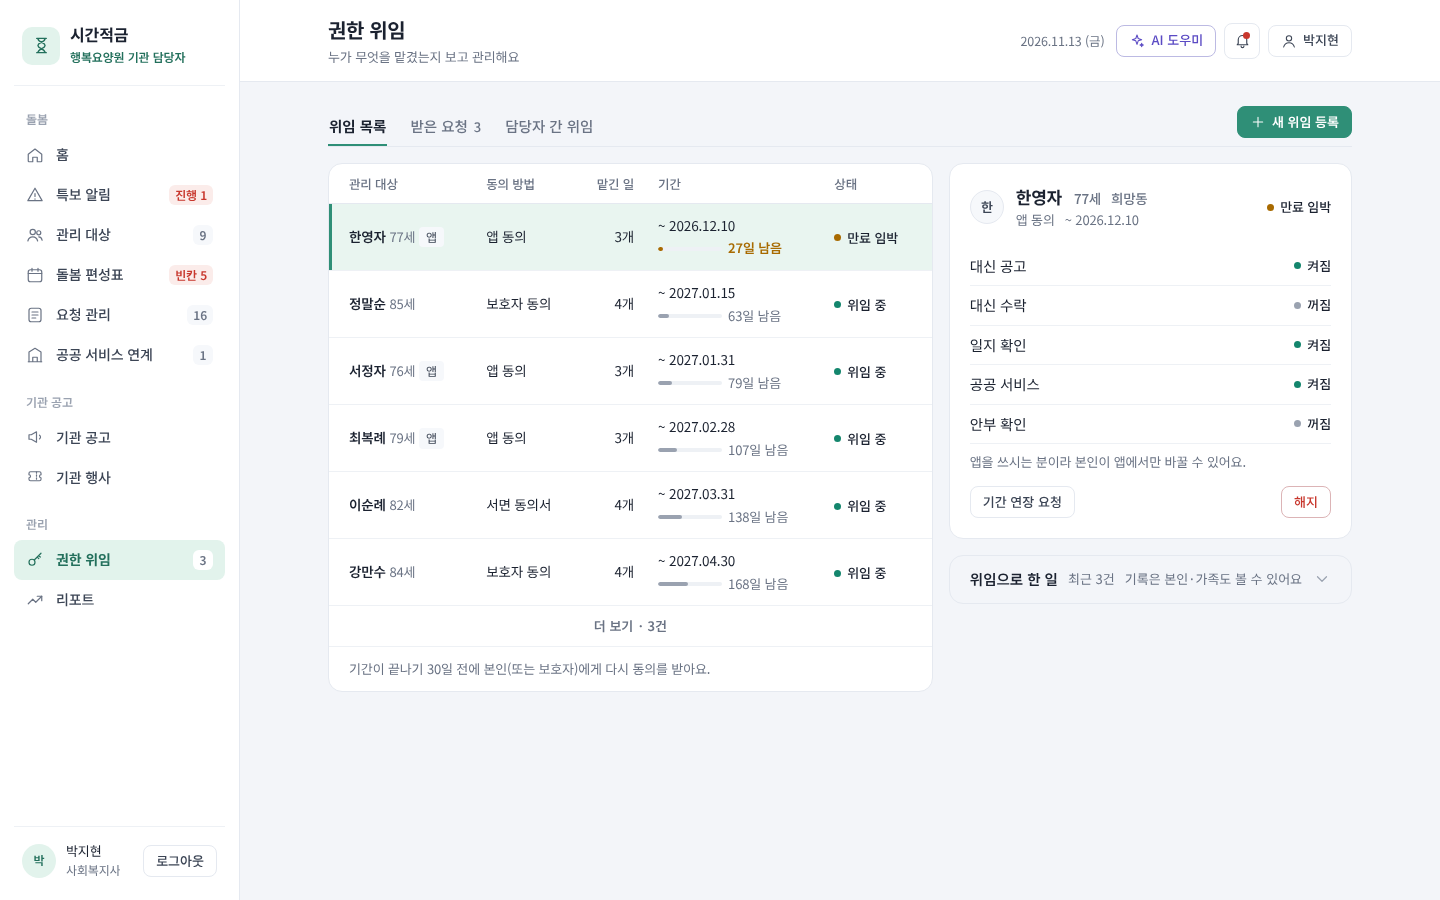 시간적금
행복요양원 기관 담당자
돌봄
홈
특보 알림 진행 1
관리 대상 9
돌봄 편성표 빈칸 5
요청 관리 16
공공 서비스 연계 1
기관 공고
기관 공고
기관 행사
관리
권한 위임 3
리포트
박
박지현
사회복지사
로그아웃
권한 위임
누가 무엇을 맡겼는지 보고 관리해요
2026.11.13 (금)
AI 도우미
박지현
위임 목록
받은 요청 3
담당자 간 위임
새 위임 등록
관리 대상 동의 방법 맡긴 일 기간 상태
한영자 77세 앱 앱 동의 3개 ~ 2026.12.10 27일 남음 만료 임박
정말순 85세 보호자 동의 4개 ~ 2027.01.15 63일 남음 위임 중
서정자 76세 앱 앱 동의 3개 ~ 2027.01.31 79일 남음 위임 중
최복례 79세 앱 앱 동의 3개 ~ 2027.02.28 107일 남음 위임 중
이순례 82세 서면 동의서 4개 ~ 2027.03.31 138일 남음 위임 중
강만수 84세 보호자 동의 4개 ~ 2027.04.30 168일 남음 위임 중
더 보기 · 3건
기간이 끝나기 30일 전에 본인(또는 보호자)에게 다시 동의를 받아요.
한
한영자 77세 희망동
앱 동의 ~ 2026.12.10
만료 임박
대신 공고 켜짐
대신 수락 꺼짐
일지 확인 켜짐
공공 서비스 켜짐
안부 확인 꺼짐
앱을 쓰시는 분이라 본인이 앱에서만 바꿀 수 있어요.
기간 연장 요청
해지
위임으로 한 일 최근 3건 기록은 본인·가족도 볼 수 있어요